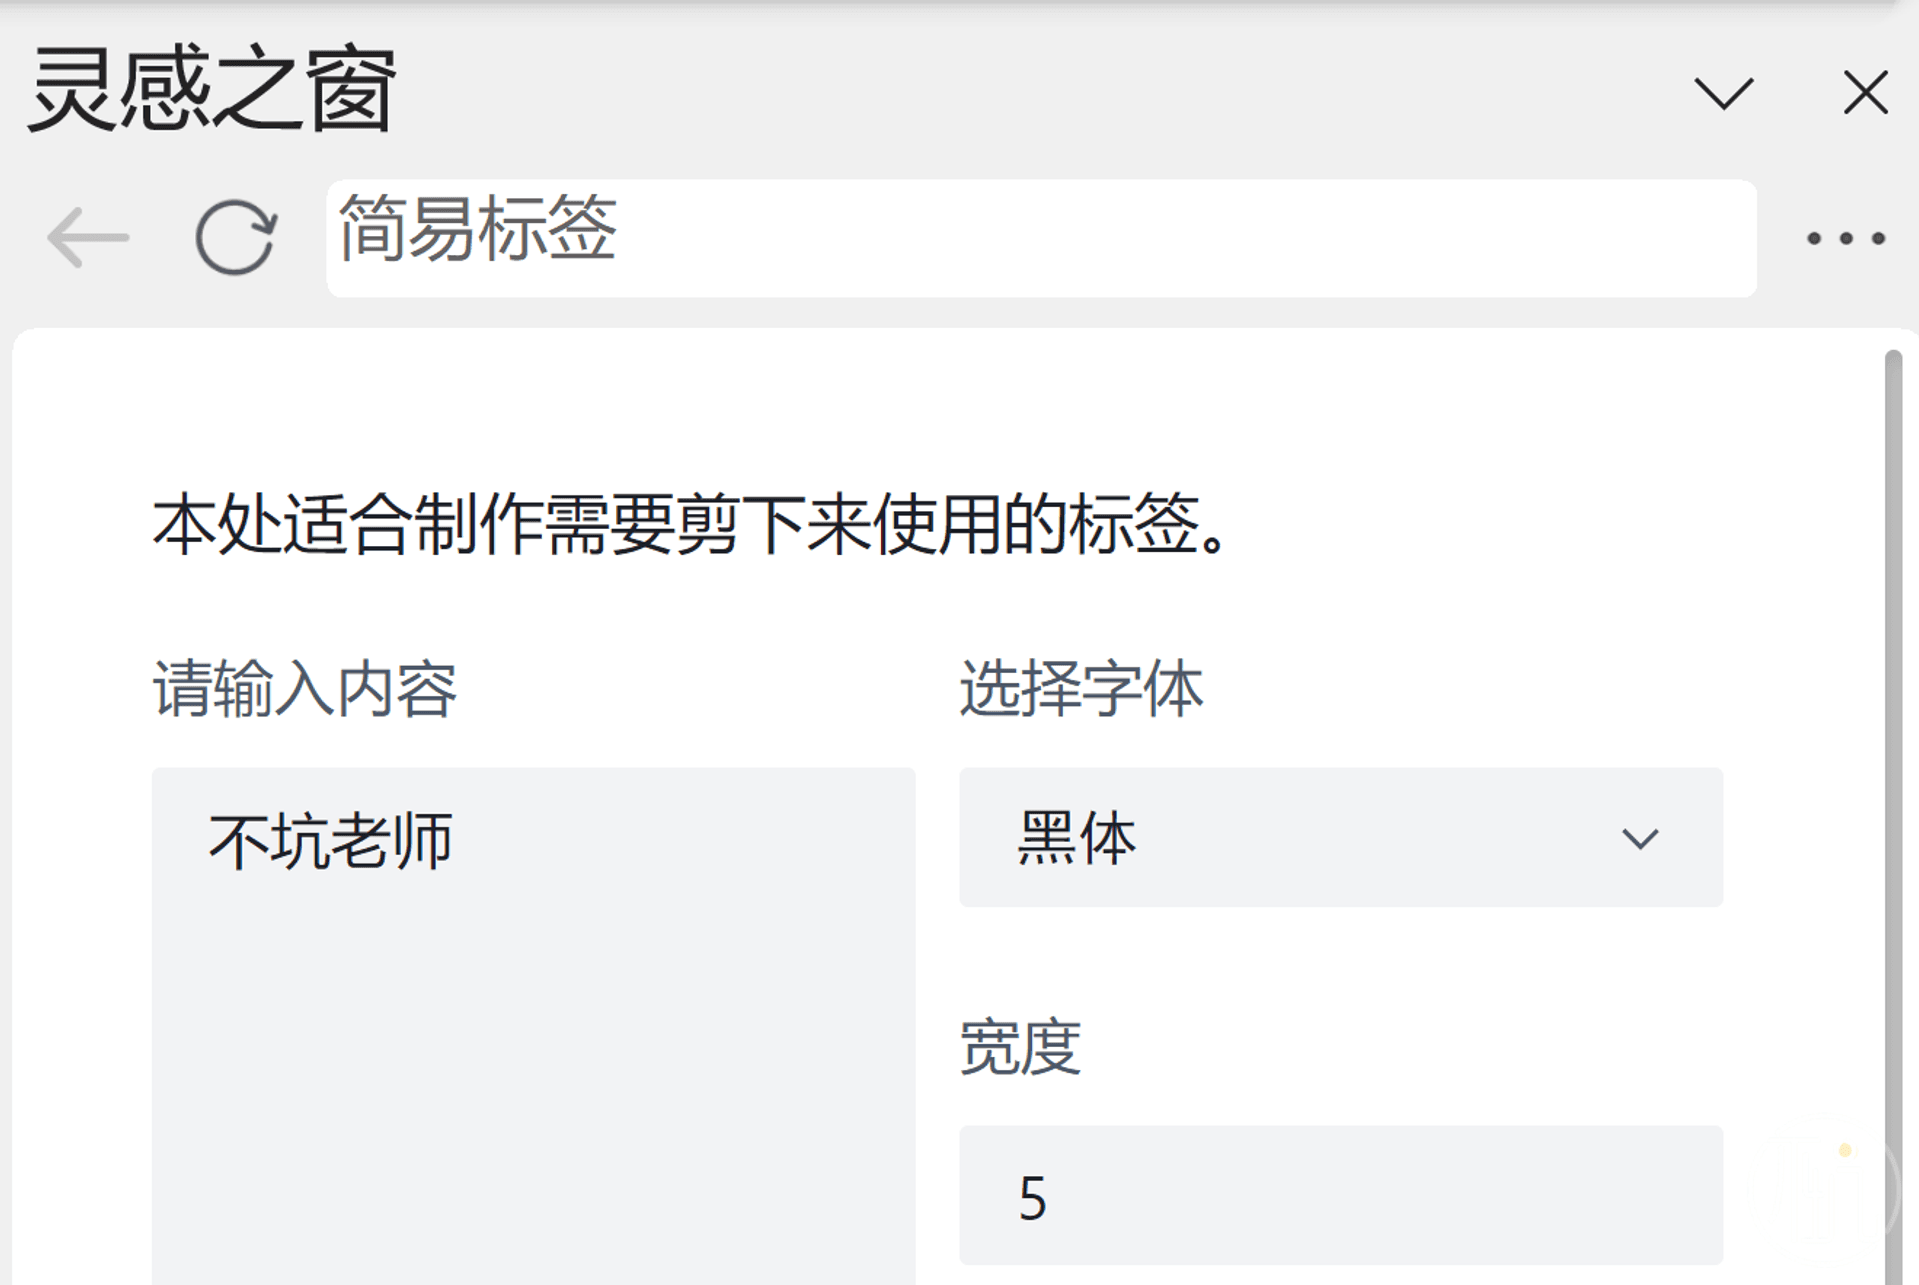 灵感之窗
简易标签
本处适合制作需要剪下来使用的标签。
请输入内容
选择字体
不坑老师
黑体
宽度
5